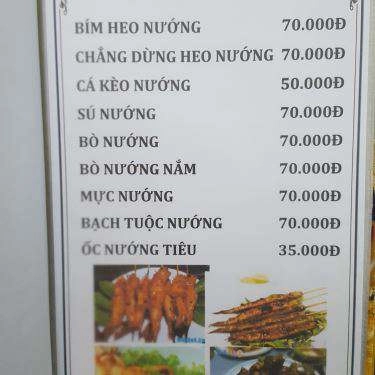 BÍM HEO NƯỚNG 70.000Đ
CHẲNG DỪNG HEO NƯỚNG 70.000Đ
CÁ KÈO NƯỚNG 50.000Đ
SÚ NƯỚNG 70.000Đ
BÒ NƯỚNG 70.000Đ
BÒ NƯỚNG NẮM 70.000Đ
MỰC NƯỚNG 70.000Đ
BẠCH TUỘC NƯỚNG 70.000Đ
ỐC NƯỚNG TIÊU 35.000Đ